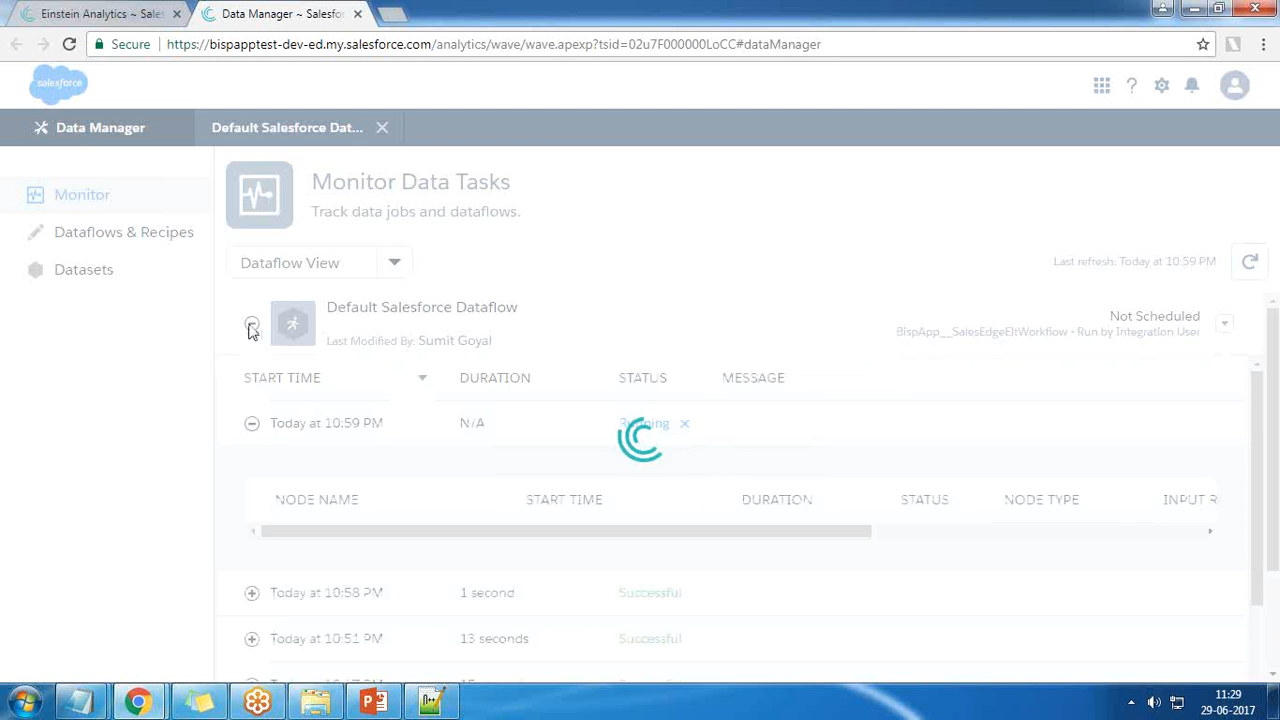 Einstein Analytics ~ Sales
Data Manager ~ Salesfo
Secure
https://bispapptest-dev-ed.my.salesforce.com/analytics/wave/wave.apexp?tsid=02u7F000000LoCC#dataManager
salesforce
?
Data Manager
Default Salesforce Dat...
Monitor
Dataflows & Recipes
Datasets
Monitor Data Tasks
Track data jobs and dataflows.
Dataflow View
Last refresh: Today at 10:59 PM
Default Salesforce Dataflow
Last Modified By: Sumit Goyal
Not Scheduled
BispApp__SalesEdgeEltWorkflow • Run by Integration User
START TIME DURATION STATUS MESSAGE
Today at 10:59 PM N/A Running
NODE NAME START TIME DURATION STATUS NODE TYPE INPUT R
Today at 10:58 PM 1 second Successful
Today at 10:51 PM 13 seconds Successful
11:29
29-06-2017